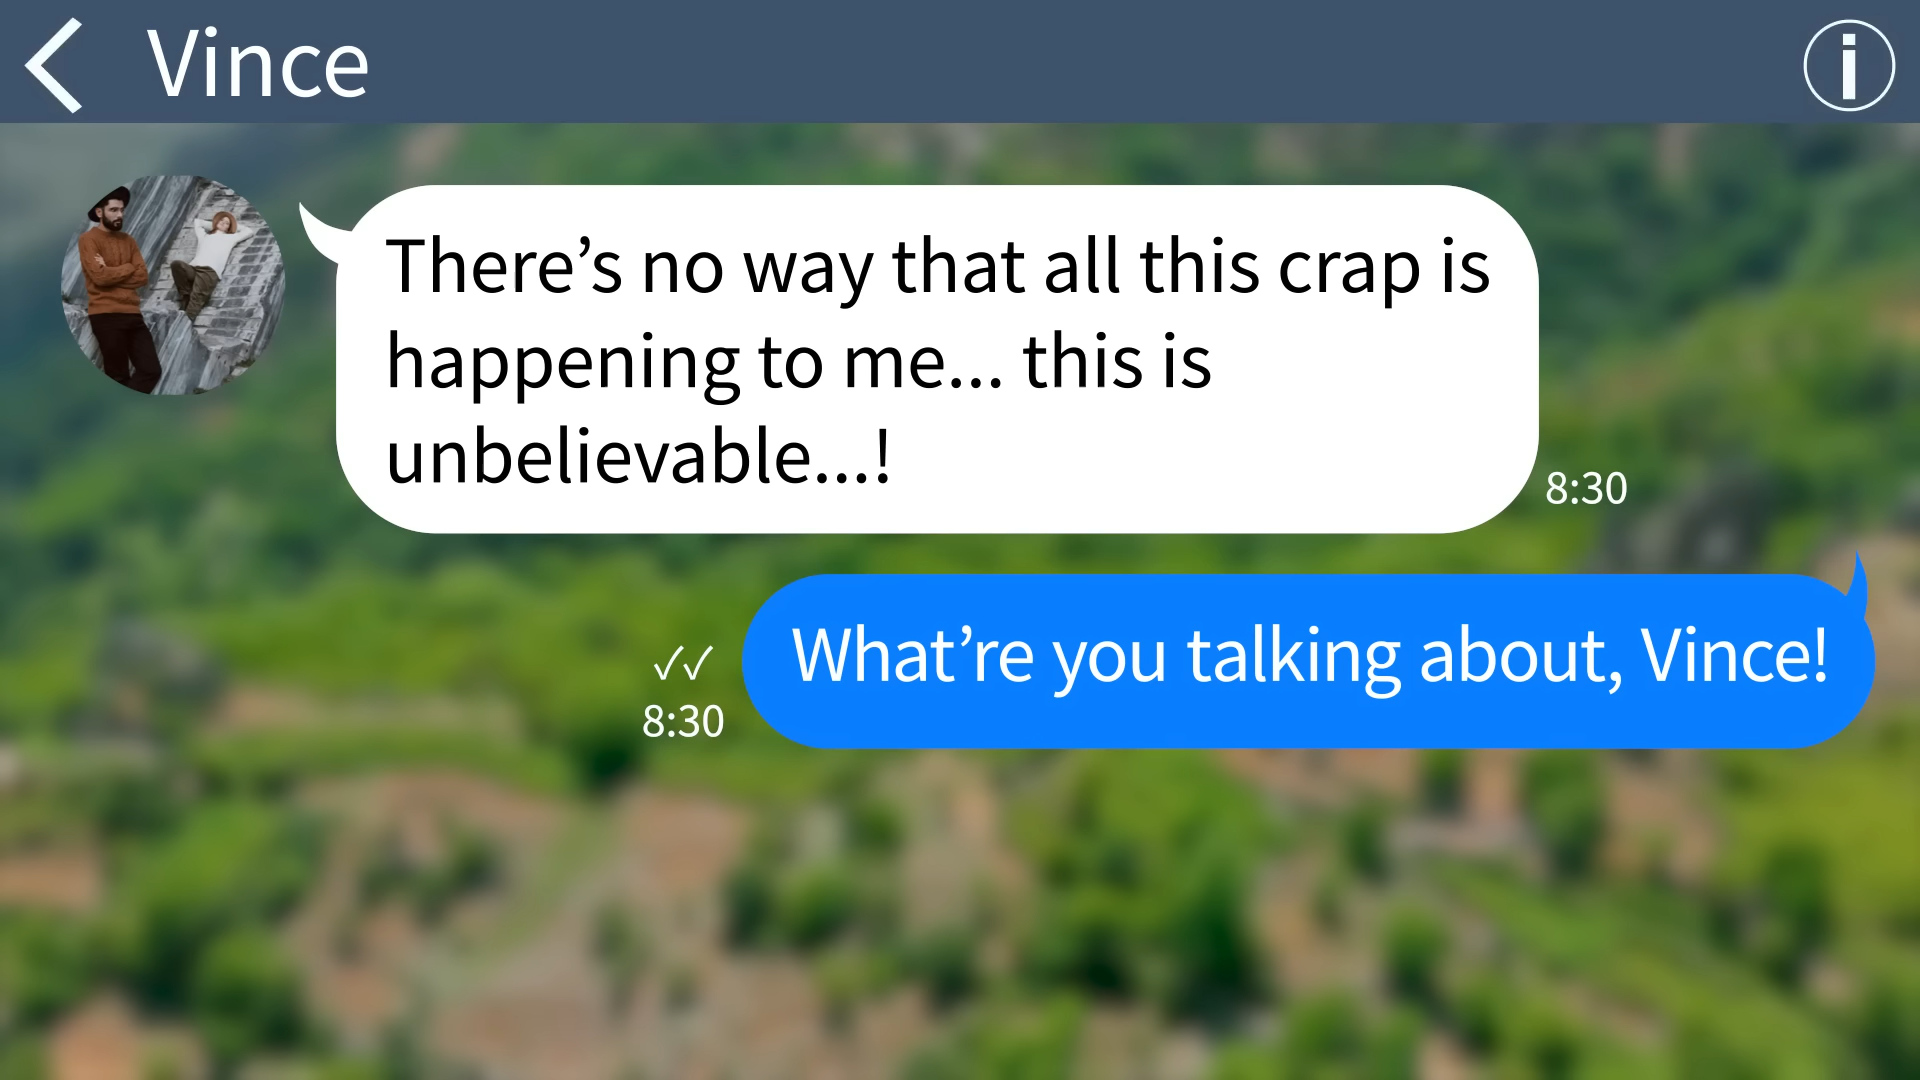 Vince
There’s no way that all this crap is
happening to me... this is
unbelievable...!
8:30
What’re you talking about, Vince!
✓✓
8:30